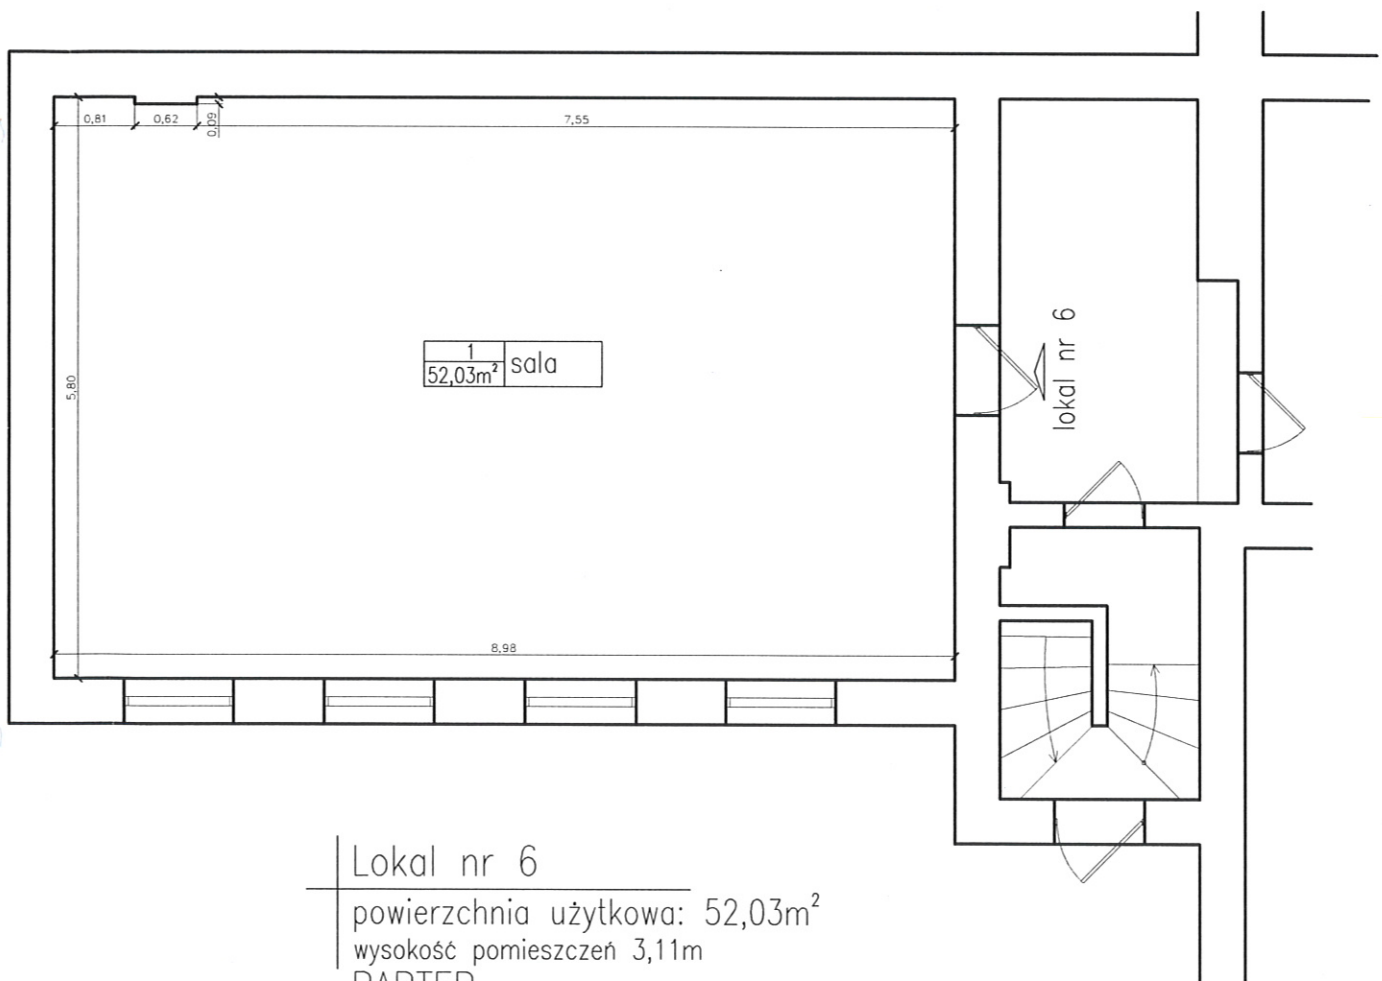 0,81
0,62
0,09
7,55
5,80
1
52,03m²
sala
lokal nr 6
8,98
Lokal nr 6
powierzchnia użytkowa: 52,03m²
wysokość pomieszczeń 3,11m
PARTER